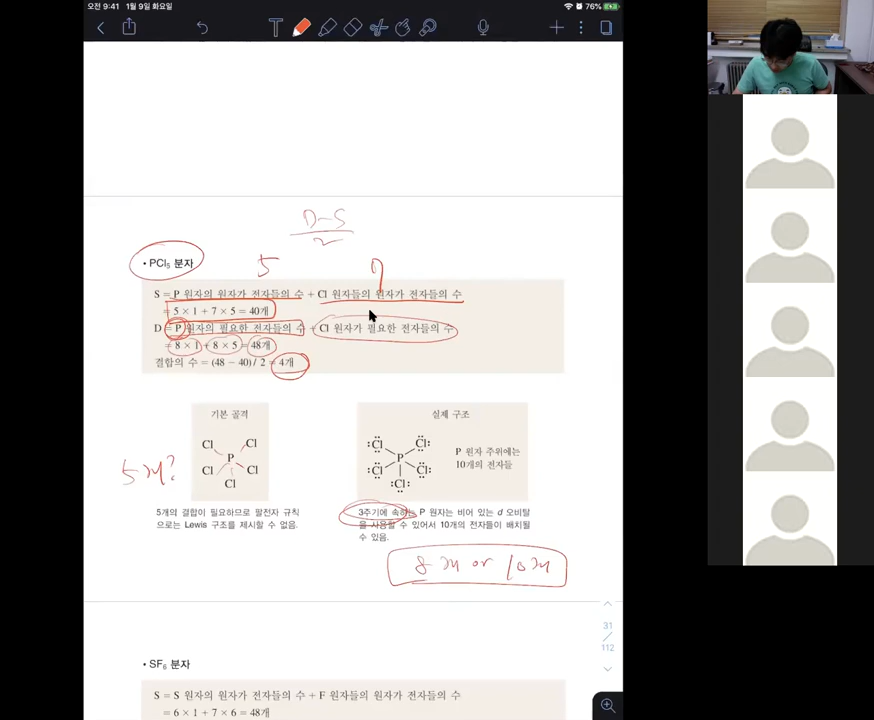 오전 9:41 1월 9일 화요일
76%
D-S
2
• PCl₅ 분자
5
S = P 원자의 원자가 전자들의 수 + Cl 원자들의 원자가 전자들의 수
= 5 × 1 + 7 × 5 = 40개
D = P 원자의 필요한 전자들의 수 + Cl 원자가 필요한 전자들의 수
= 8 × 1 + 8 × 5 = 48개
결합의 수 = (48 − 40) / 2 = 4개
기본 골격
Cl Cl
P
Cl Cl
Cl
5개?
5개의 결합이 필요하므로 팔전자 규칙
으로는 Lewis 구조를 제시할 수 없음.
실제 구조
Cl Cl
P
Cl Cl
Cl
P 원자 주위에는
10개의 전자들
3주기에 속하는 P 원자는 비어 있는 d 오비탈
을 사용할 수 있어서 10개의 전자들이 배치될
수 있음.
8개 or 10개
31
/
112
• SF₆ 분자
S = S 원자의 원자가 전자들의 수 + F 원자들의 원자가 전자들의 수
= 6 × 1 + 7 × 6 = 48개